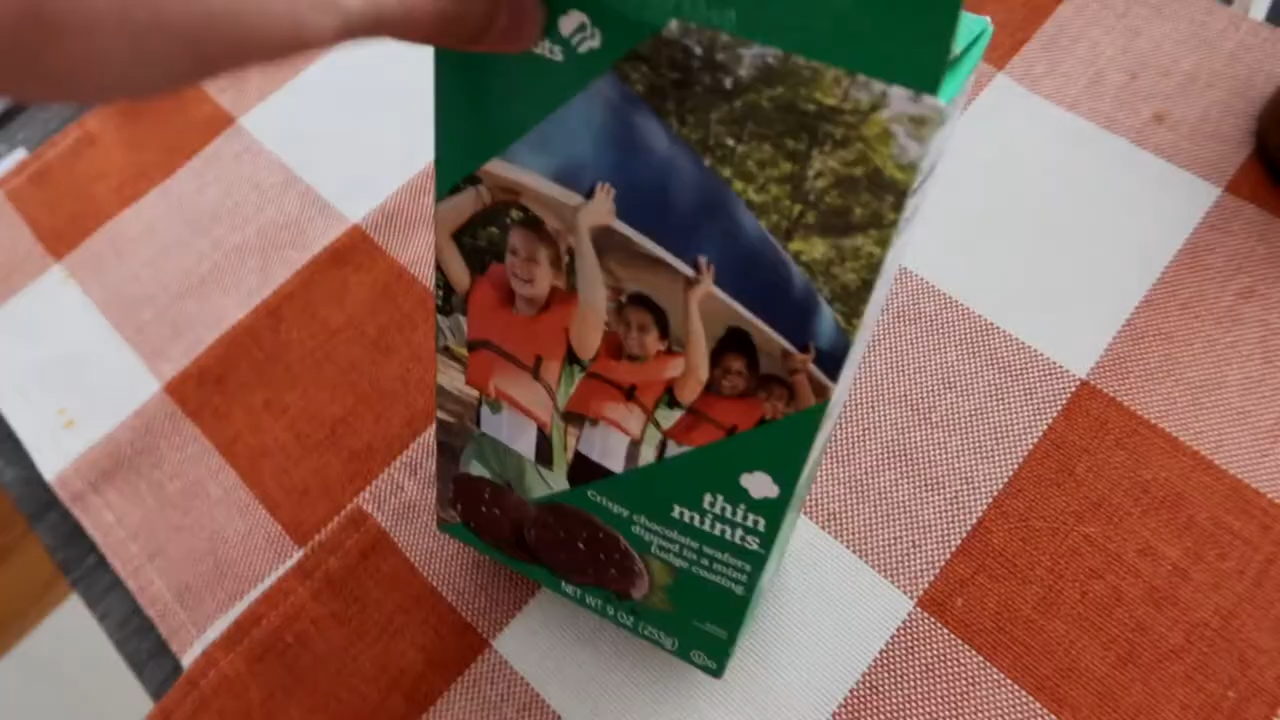 thin
mints
Crispy chocolate wafers
dipped in a mint
fudge coating.
NET WT 9 OZ (255g)